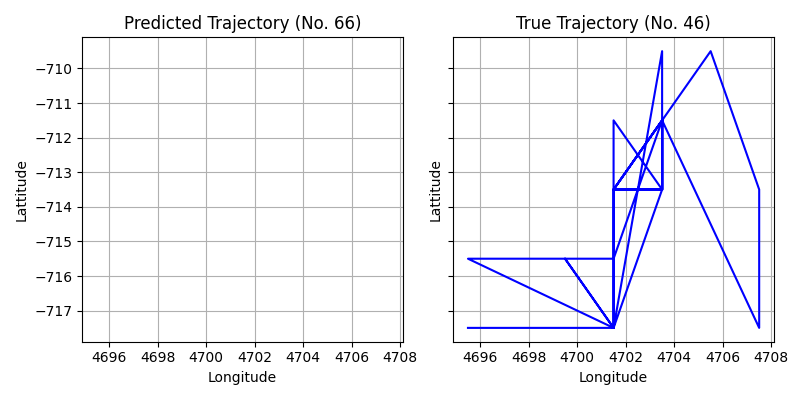 Predicted Trajectory (No. 66)
Lattitude
−710
−711
−712
−713
−714
−715
−716
−717
4696 4698 4700 4702 4704 4706 4708
Longitude
True Trajectory (No. 46)
Lattitude
4696 4698 4700 4702 4704 4706 4708
Longitude